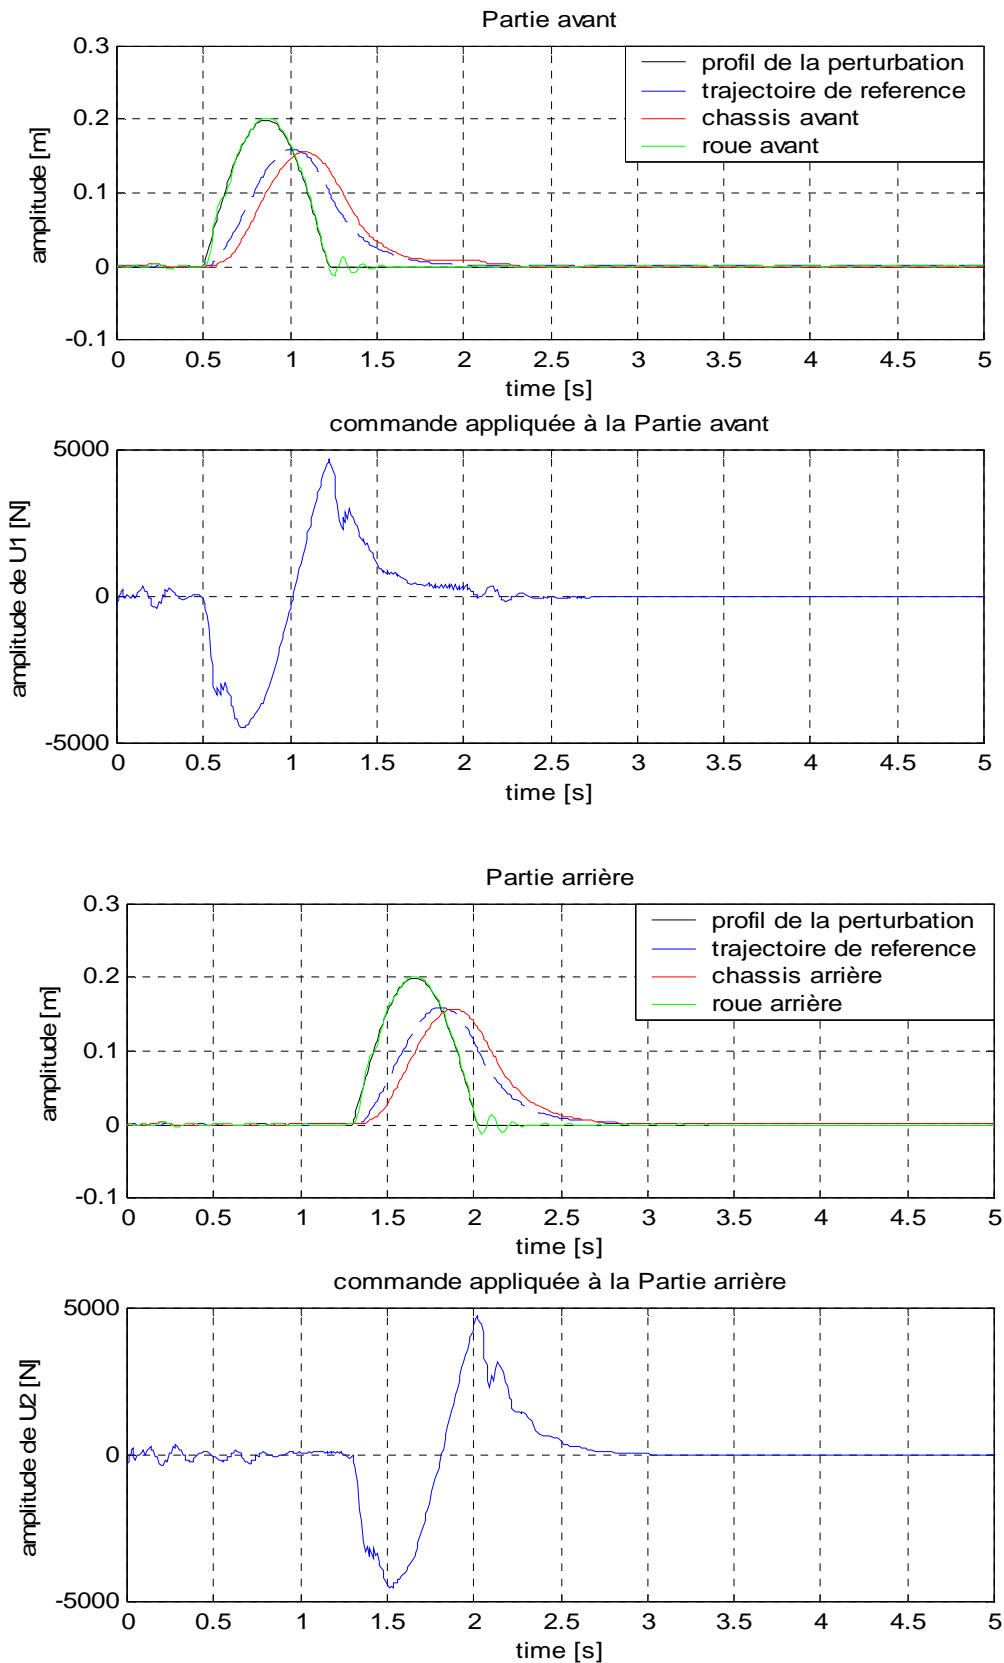 Partie avant
0.3
0.2
0.1
0
-0.1
amplitude [m]
profil de la perturbation
trajectoire de reference
chassis avant
roue avant
0 0.5 1 1.5 2 2.5 3 3.5 4 4.5 5
time [s]
commande appliquée à la Partie avant
5000
0
-5000
amplitude de U1 [N]
0 0.5 1 1.5 2 2.5 3 3.5 4 4.5 5
time [s]
Partie arrière
0.3
0.2
0.1
0
-0.1
amplitude [m]
profil de la perturbation
trajectoire de reference
chassis arrière
roue arrière
0 0.5 1 1.5 2 2.5 3 3.5 4 4.5 5
time [s]
commande appliquée à la Partie arrière
5000
0
-5000
amplitude de U2 [N]
0 0.5 1 1.5 2 2.5 3 3.5 4 4.5 5
time [s]